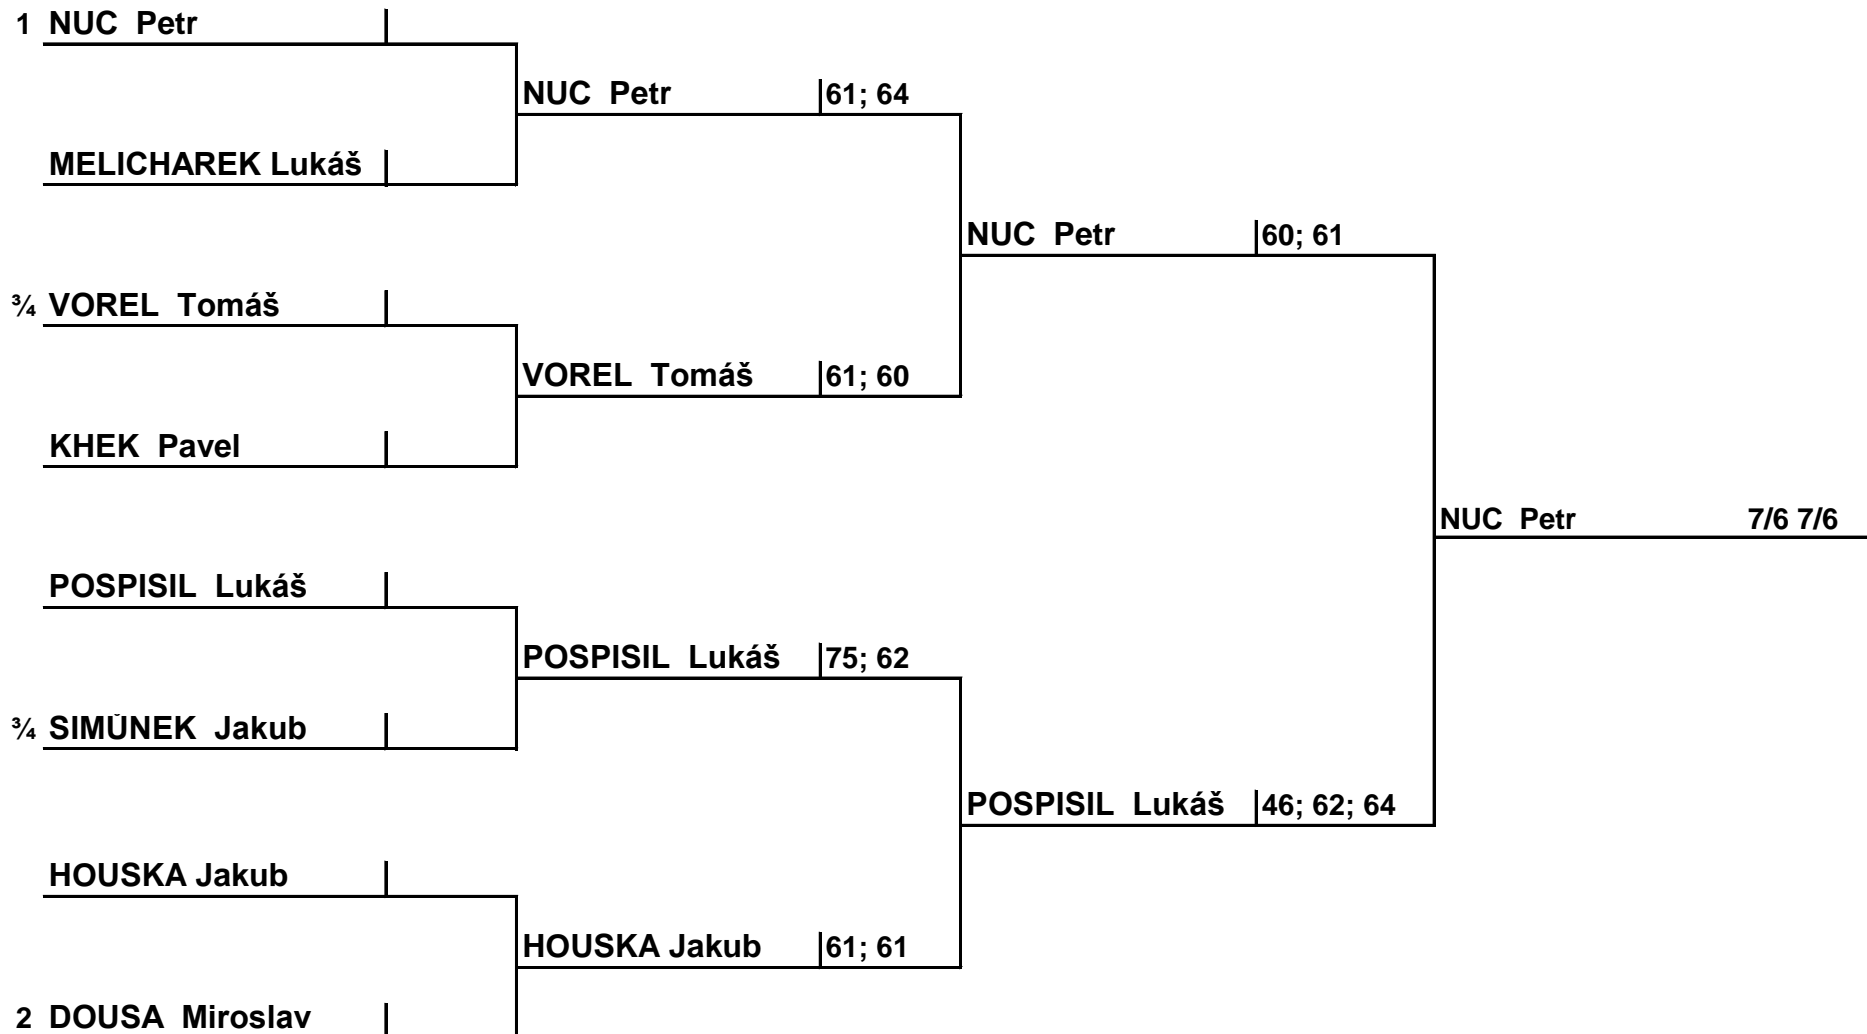 1 NUC Petr
NUC Petr 61; 64
MELICHAREK Lukáš
NUC Petr 60; 61
¾ VOREL Tomáš
VOREL Tomáš 61; 60
KHEK Pavel
NUC Petr 7/6 7/6
POSPISIL Lukáš
POSPISIL Lukáš 75; 62
¾ SIMŮNEK Jakub
POSPISIL Lukáš 46; 62; 64
HOUSKA Jakub
HOUSKA Jakub 61; 61
2 DOUSA Miroslav